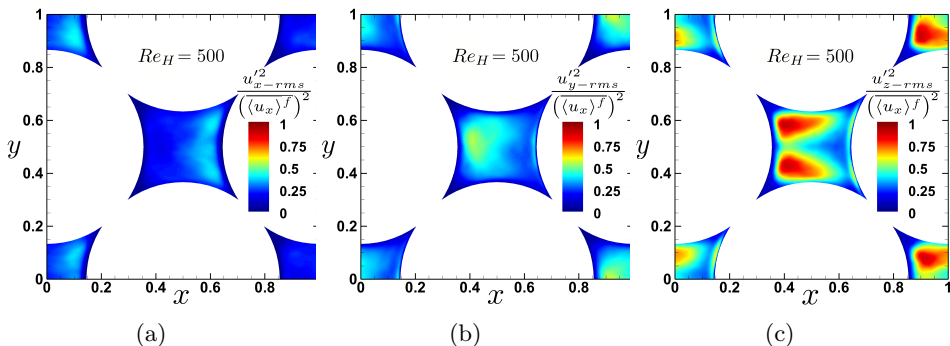 1
0.8
0.6
y
0.4
0.2
0
0.2
0.4
0.6
0.8
x
Re_H = 500
u'^2_{x-rms}
(\overline{⟨u_x⟩^f})^2
1
0.75
0.5
0.25
0
(a)
1
0.8
0.6
y
0.4
0.2
0
0
0.2
0.4
0.6
0.8
x
Re_H = 500
u'^2_{y-rms}
(\overline{⟨u_x⟩^f})^2
1
0.75
0.5
0.25
0
(b)
1
0.8
0.6
y
0.4
0.2
0
0
0.2
0.4
0.6
0.8
1
x
Re_H = 500
u'^2_{z-rms}
(\overline{⟨u_x⟩^f})^2
1
0.75
0.5
0.25
0
(c)